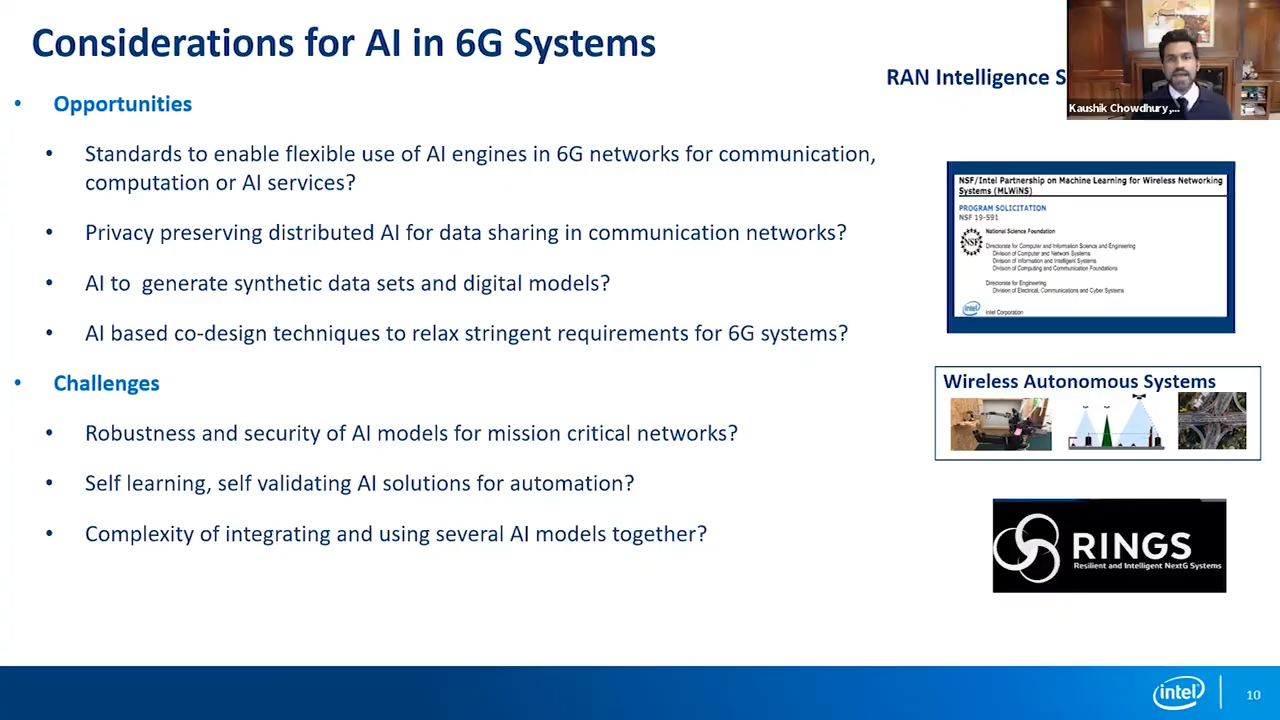 Considerations for AI in 6G Systems
Opportunities
Standards to enable flexible use of AI engines in 6G networks for communication,
computation or AI services?
Privacy preserving distributed AI for data sharing in communication networks?
AI to generate synthetic data sets and digital models?
AI based co-design techniques to relax stringent requirements for 6G systems?
Challenges
Robustness and security of AI models for mission critical networks?
Self learning, self validating AI solutions for automation?
Complexity of integrating and using several AI models together?
RAN Intelligence S
Kaushik Chowdhury,...
NSF/Intel Partnership on Machine Learning for Wireless Networking
Systems (MLWiNS)
PROGRAM SOLICITATION
NSF 19-591
NSF
National Science Foundation
Directorate for Computer and Information Science and Engineering
Division of Computer and Network Systems
Division of Information and Intelligent Systems
Division of Computing and Communication Foundations
Directorate for Engineering
Division of Electrical, Communications and Cyber Systems
intel
Intel Corporation
Wireless Autonomous Systems
RINGS
Resilient and Intelligent NextG Systems
intel
10